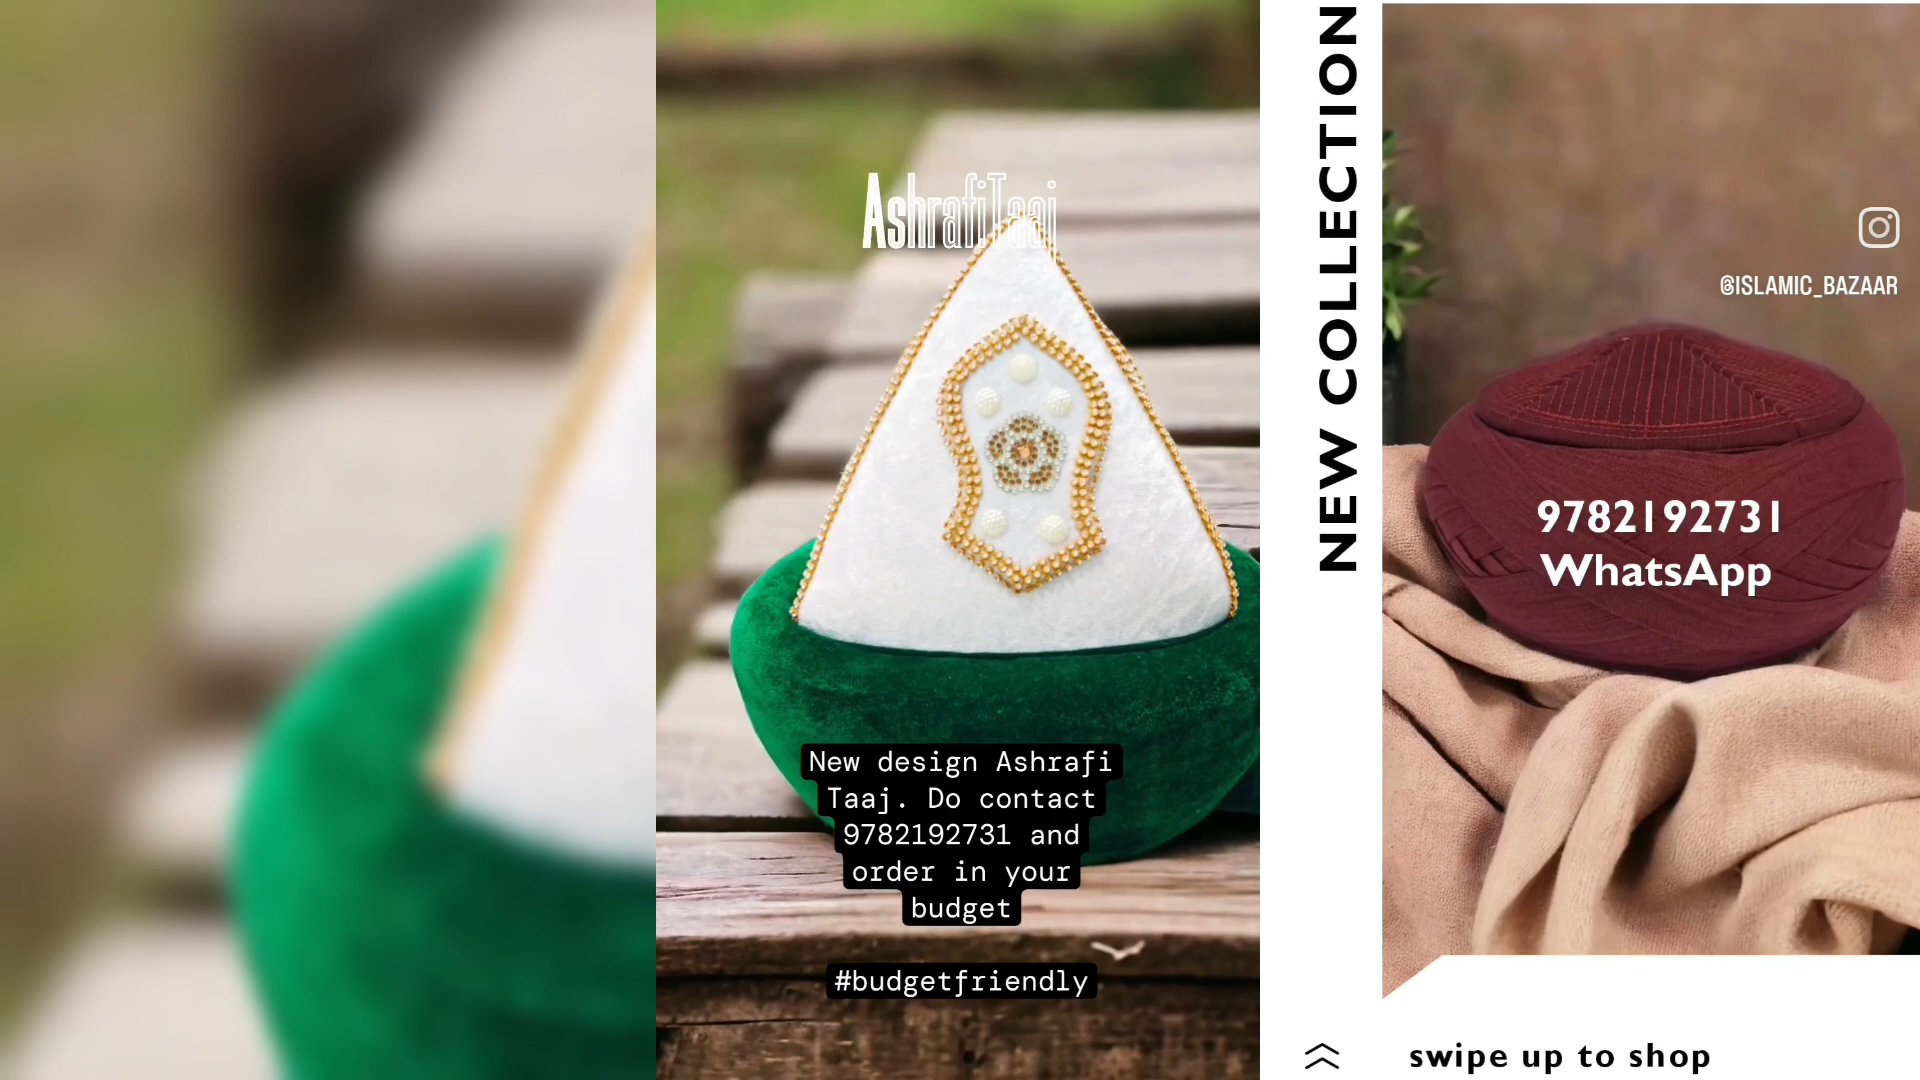 AshrafiTaaj
New design Ashrafi
Taaj. Do contact
9782192731 and
order in your
budget
#budgetfriendly
NEW COLLECTION
@ISLAMIC_BAZAAR
9782192731
WhatsApp
swipe up to shop